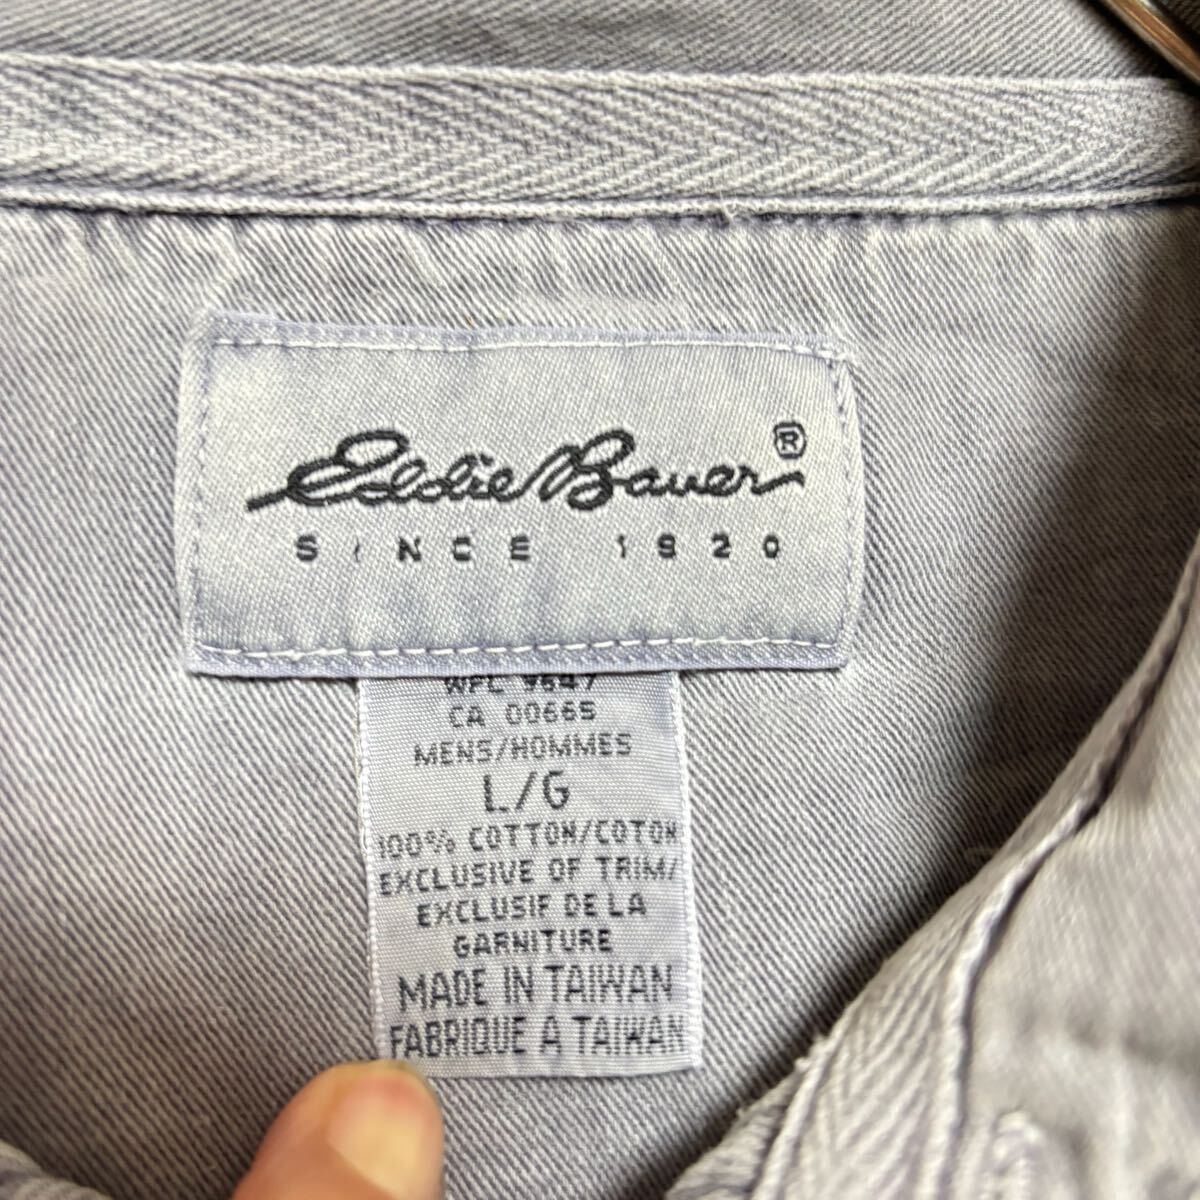 Eddie Bauer ®
SINCE 1920
WPL 9647
CA 00665
MENS/HOMMES
L/G
100% COTTON/COTON
EXCLUSIVE OF TRIM/
EXCLUSIF DE LA
GARNITURE
MADE IN TAIWAN
FABRIQUE A TAIWAN